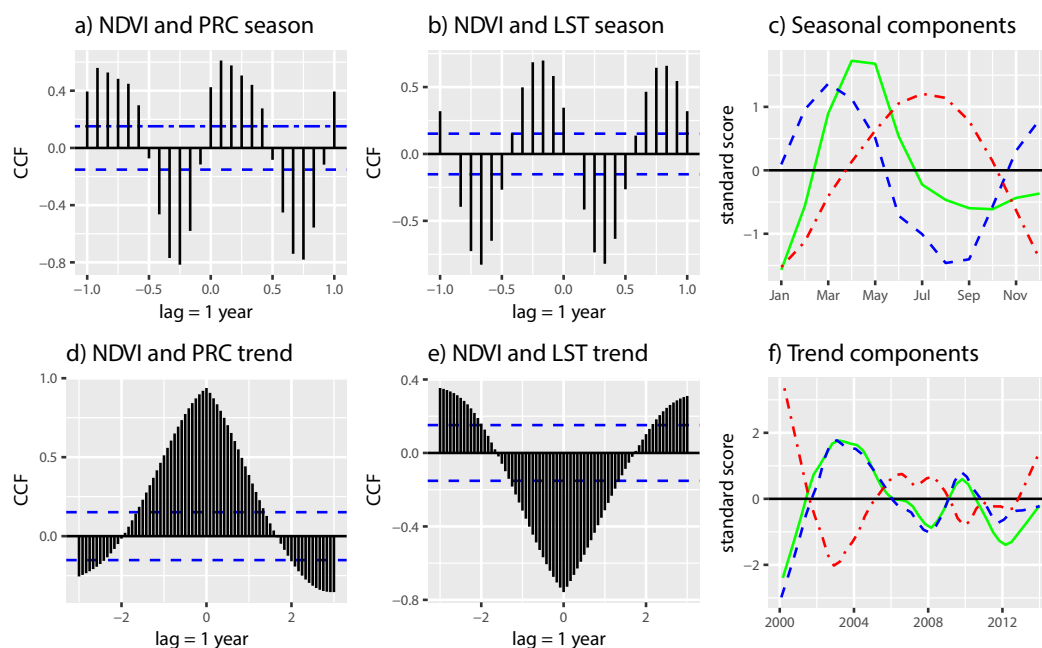 a) NDVI and PRC season
CCF
0.4
0.0
−0.4
−0.8
−1.0 −0.5 0.0 0.5 1.0
lag = 1 year
b) NDVI and LST season
CCF
0.5
0.0
−0.5
−1.0 −0.5 0.0 0.5 1.0
lag = 1 year
c) Seasonal components
standard score
1
0
−1
Jan Mar May Jul Sep Nov
d) NDVI and PRC trend
CCF
1.0
0.5
0.0
−2 0 2
lag = 1 year
e) NDVI and LST trend
CCF
0.4
0.0
−0.4
−0.8
−2 0 2
lag = 1 year
f) Trend components
standard score
2
0
−2
2000 2004 2008 2012